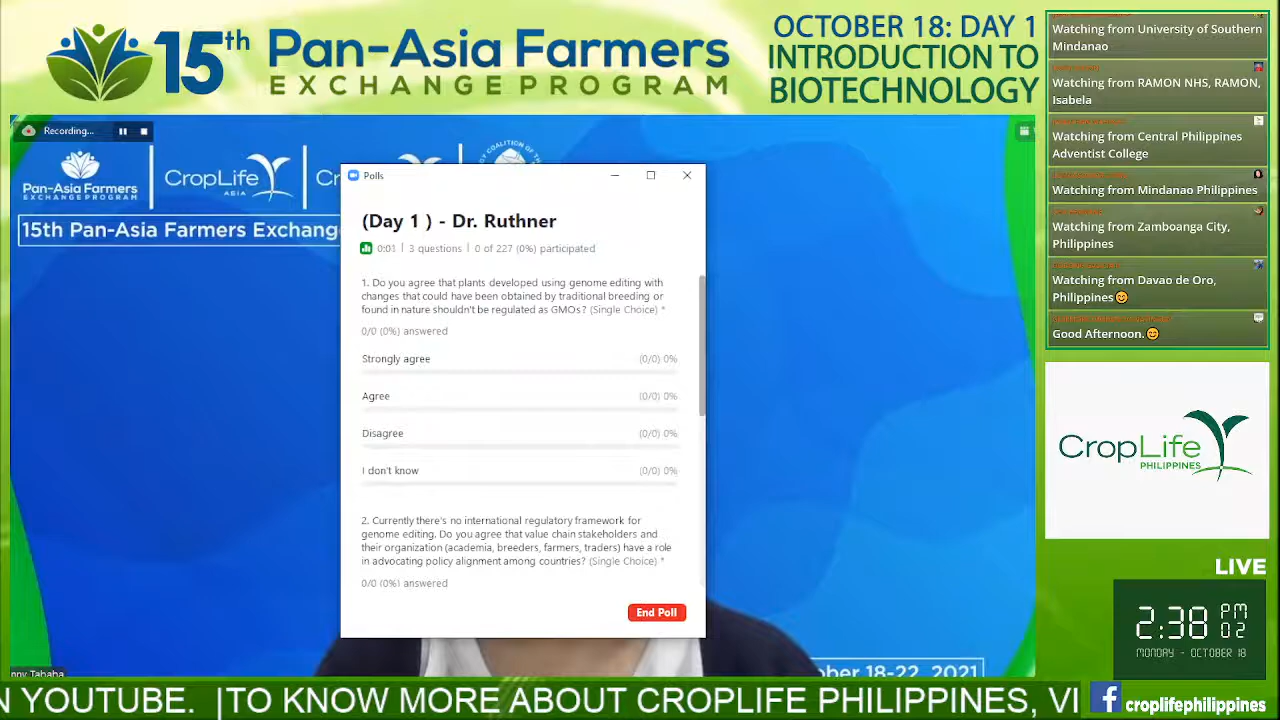 15th Pan-Asia Farmers
EXCHANGE PROGRAM
OCTOBER 18: DAY 1
INTRODUCTION TO
BIOTECHNOLOGY
Recording...
Pan-Asia Farmers
EXCHANGE PROGRAM
CropLife
ASIA
15th Pan-Asia Farmers Exchang
Polls
(Day 1 ) - Dr. Ruthner
0:01 | 3 questions | 0 of 227 (0%) participated
1. Do you agree that plants developed using genome editing with
changes that could have been obtained by traditional breeding or
found in nature shouldn't be regulated as GMOs? (Single Choice) *
0/0 (0%) answered
Strongly agree (0/0) 0%
Agree (0/0) 0%
Disagree (0/0) 0%
I don't know (0/0) 0%
2. Currently there's no international regulatory framework for
genome editing. Do you agree that value chain stakeholders and
their organization (academia, breeders, farmers, traders) have a role
in advocating policy alignment among countries? (Single Choice) *
0/0 (0%) answered
End Poll
ober 18-22, 2021
Watching from University of Southern
Mindanao
Watching from RAMON NHS, RAMON,
Isabela
Watching from Central Philippines
Adventist College
Watching from Mindanao Philippines
Watching from Zamboanga City,
Philippines
Watching from Davao de Oro,
Philippines 😊
Good Afternoon. 😊
CropLife
PHILIPPINES
LIVE
2:38 PM
02
MONDAY - OCTOBER 18
N YOUTUBE. |TO KNOW MORE ABOUT CROPLIFE PHILIPPINES, VI
croplifephilippines